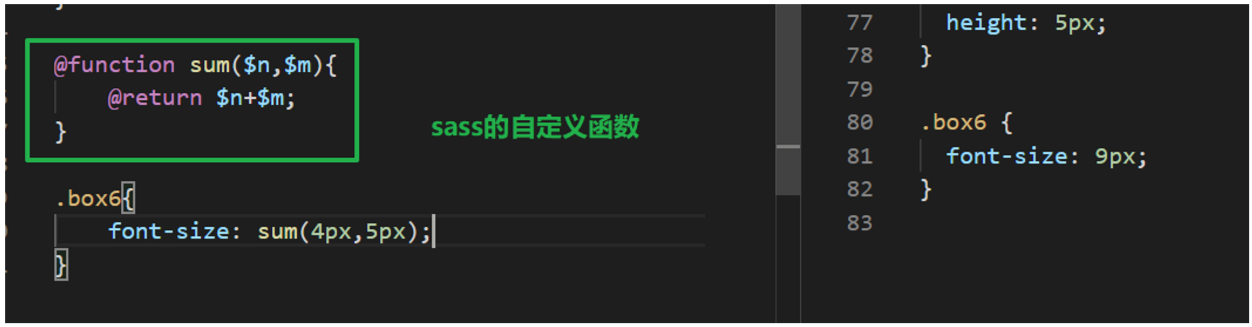 }
@function sum($n,$m){
@return $n+$m;
}
sass的自定义函数
.box6{
font-size: sum(4px,5px);
}
77 height: 5px;
78 }
79
80 .box6 {
81 font-size: 9px;
82 }
83